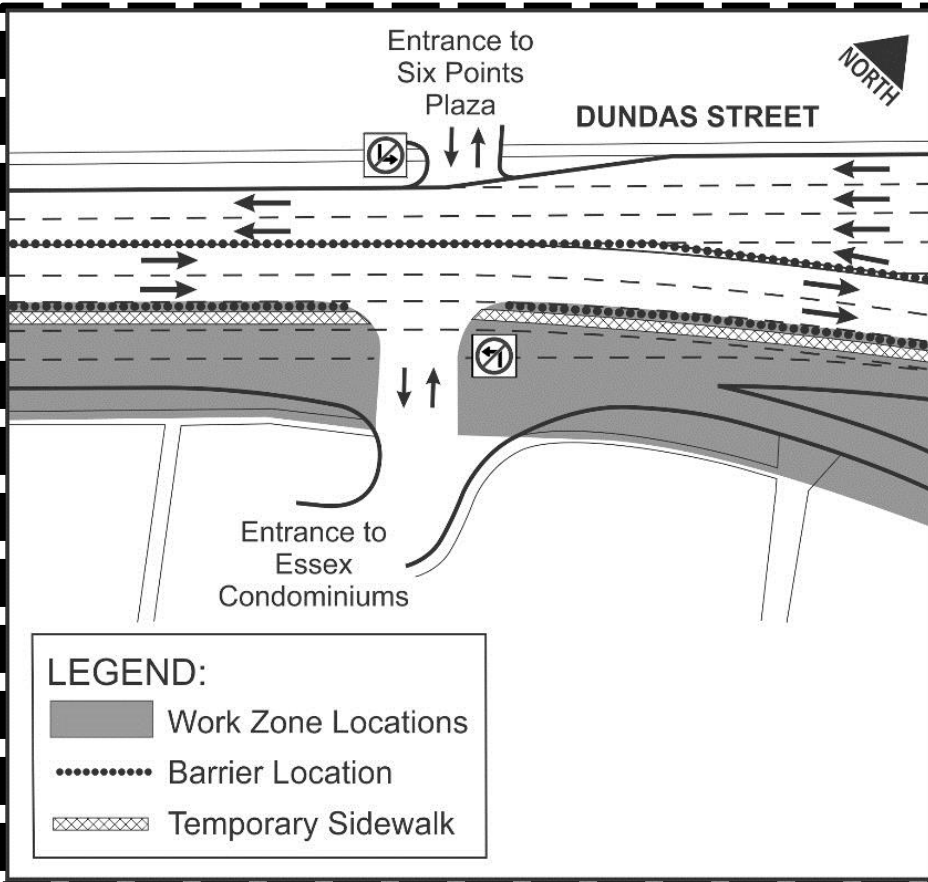 Entrance to
Six Points
Plaza
NORTH
DUNDAS STREET
Entrance to
Essex
Condominiums
LEGEND:
Work Zone Locations
Barrier Location
Temporary Sidewalk